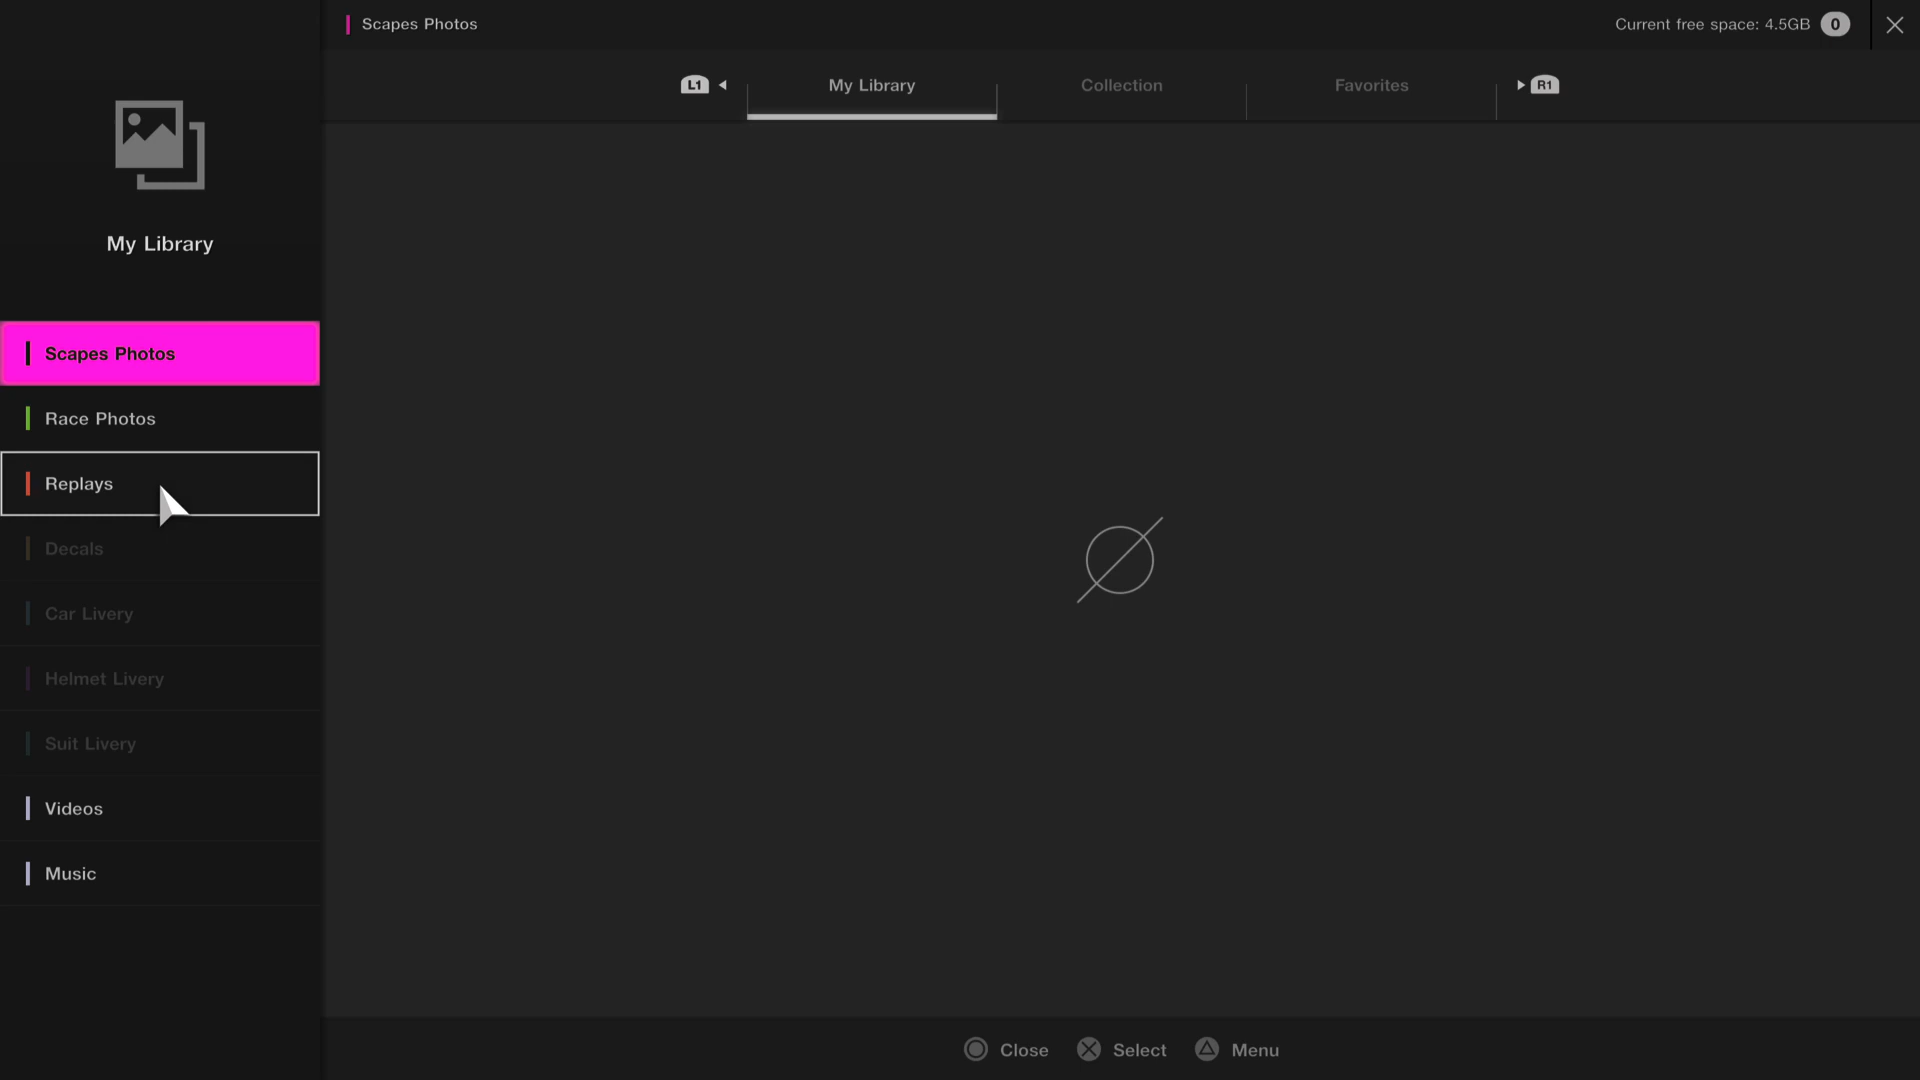 Scapes Photos
Current free space: 4.5GB 0
L1 My Library Collection Favorites R1
My Library
Scapes Photos
Race Photos
Replays
Decals
Car Livery
Helmet Livery
Suit Livery
Videos
Music
Close Select Menu